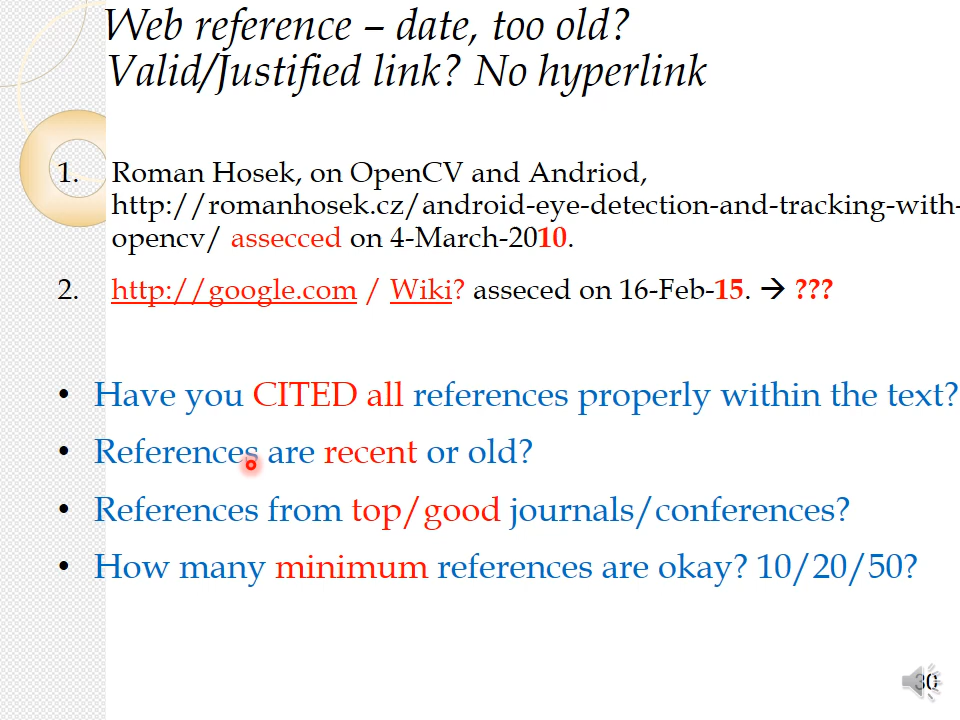 Web reference – date, too old?
Valid/Justified link? No hyperlink
1. Roman Hosek, on OpenCV and Andriod,
http://romanhosek.cz/android-eye-detection-and-tracking-with-
opencv/ assecced on 4-March-2010.
2. http://google.com / Wiki? asseced on 16-Feb-15. → ???
• Have you CITED all references properly within the text?
• References are recent or old?
• References from top/good journals/conferences?
• How many minimum references are okay? 10/20/50?
30